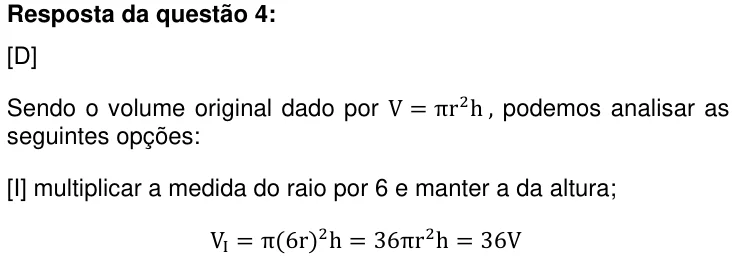 Resposta da questão 4:
[D]
Sendo o volume original dado por V = πr²h , podemos analisar as
seguintes opções:
[I] multiplicar a medida do raio por 6 e manter a da altura;
V_I = π(6r)²h = 36πr²h = 36V